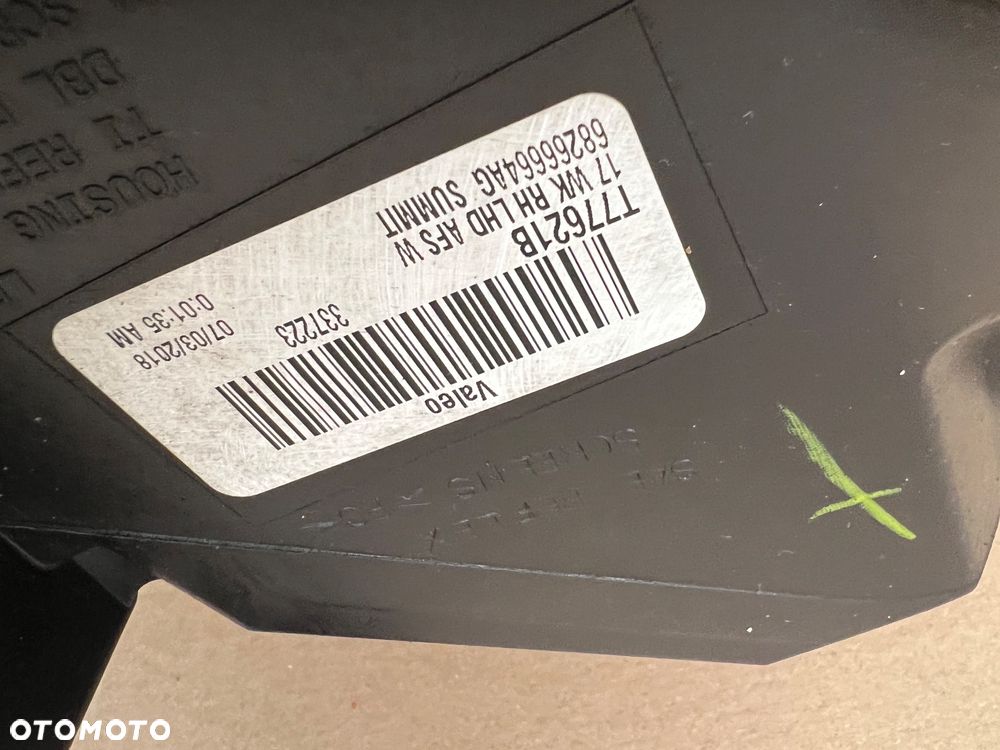 Valeo
T77621B 337223
17 WK RH LHD AFS W 07/03/2018
68266664AG SUMMIT 0:01:35 AM
HOUSING
DBL
OTOMOTO